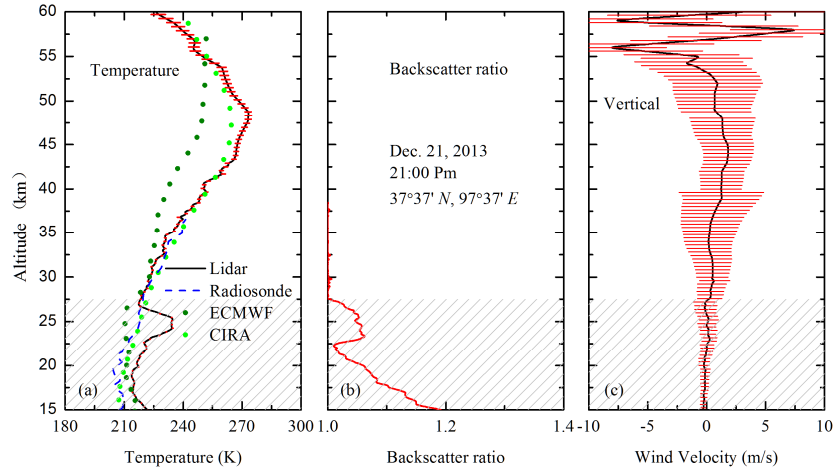 60
55
50
45
40
35
30
25
20
15
Altitude (km)
Temperature
Lidar
Radiosonde
ECMWF
CIRA
(a)
180 210 240 270 300
Temperature (K)
Backscatter ratio
Dec. 21, 2013
21:00 Pm
37°37' N, 97°37' E
(b)
1.0 1.2 1.4
Backscatter ratio
Vertical
(c)
-10 -5 0 5 10
Wind Velocity (m/s)